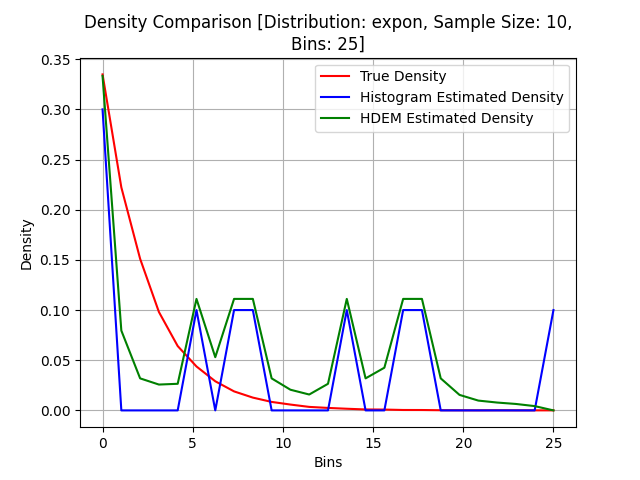 Density Comparison [Distribution: expon, Sample Size: 10,
Bins: 25]
True Density
Histogram Estimated Density
HDEM Estimated Density
Density
0.35
0.30
0.25
0.20
0.15
0.10
0.05
0.00
0 5 10 15 20 25
Bins